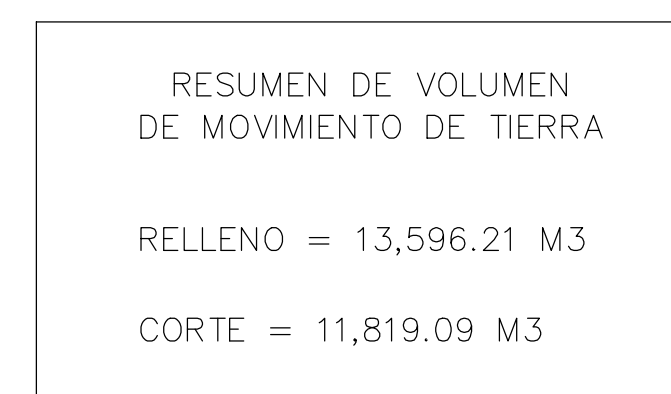 RESUMEN DE VOLUMEN
DE MOVIMIENTO DE TIERRA
RELLENO = 13,596.21 M3
CORTE = 11,819.09 M3